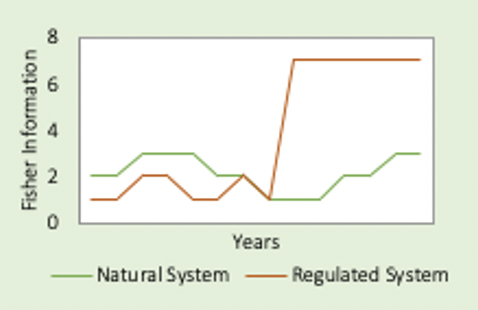 8
6
4
2
0
Fisher Information
Years
Natural System
Regulated System